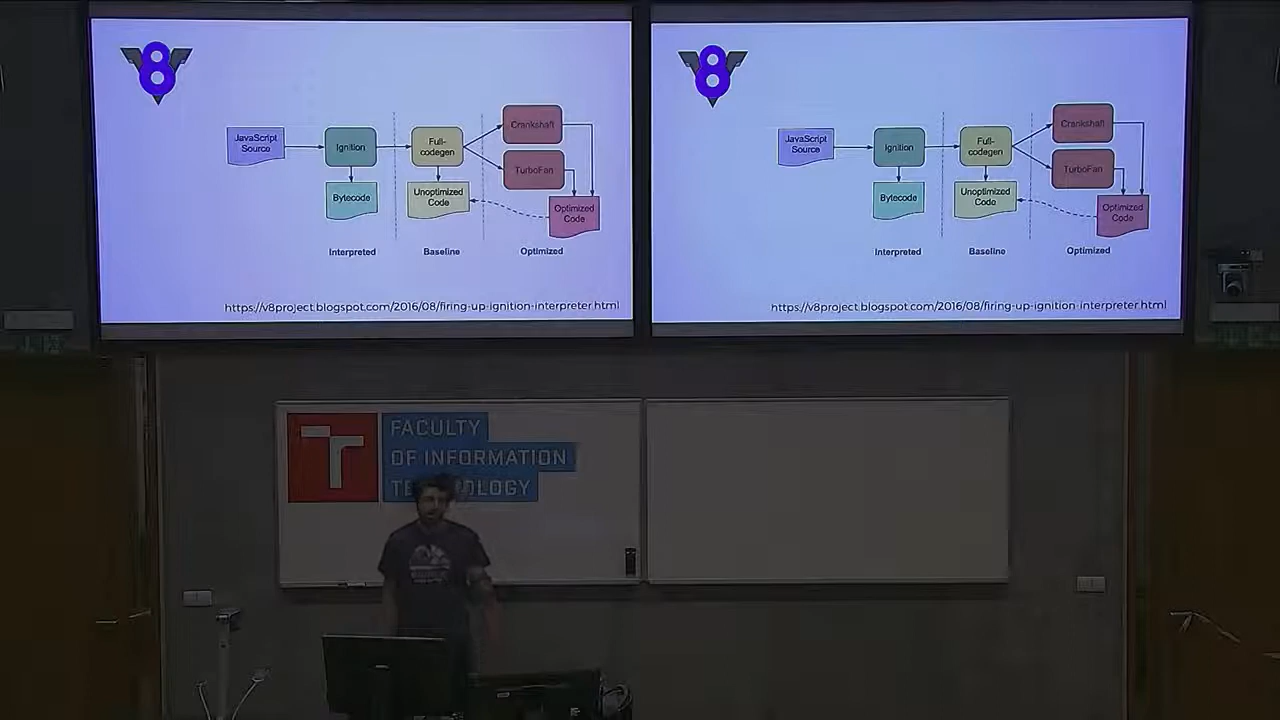 8
JavaScript
Source
Ignition
Full-
codegen
Crankshaft
TurboFan
Bytecode
Unoptimized
Code
Optimized
Code
Interpreted
Baseline
Optimized
https://v8project.blogspot.com/2016/08/firing-up-ignition-interpreter.html
8
JavaScript
Source
Ignition
Full-
codegen
Crankshaft
TurboFan
Bytecode
Unoptimized
Code
Optimized
Code
Interpreted
Baseline
Optimized
https://v8project.blogspot.com/2016/08/firing-up-ignition-interpreter.html
T
FACULTY
OF INFORMATION